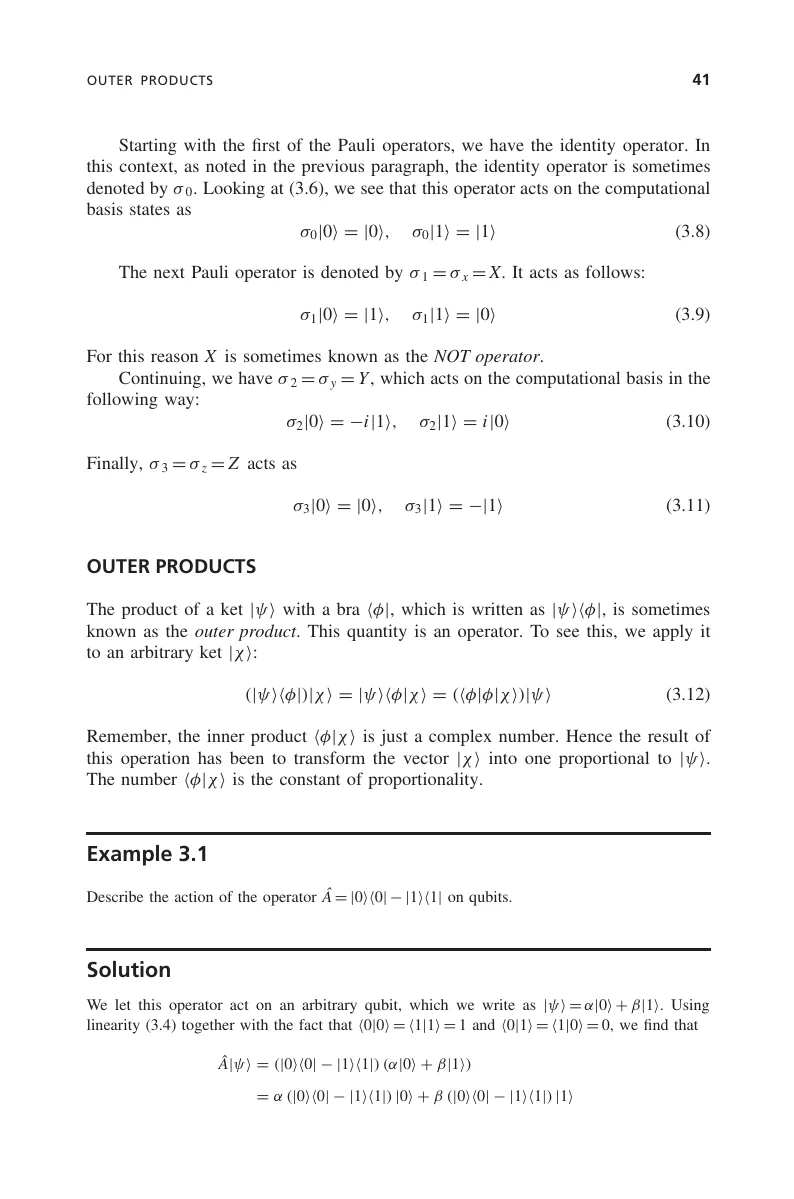 OUTER PRODUCTS 41
Starting with the first of the Pauli operators, we have the identity operator. In
this context, as noted in the previous paragraph, the identity operator is sometimes
denoted by σ₀. Looking at (3.6), we see that this operator acts on the computational
basis states as
σ₀|0⟩ = |0⟩, σ₀|1⟩ = |1⟩ (3.8)
The next Pauli operator is denoted by σ₁ = σₓ = X. It acts as follows:
σ₁|0⟩ = |1⟩, σ₁|1⟩ = |0⟩ (3.9)
For this reason X is sometimes known as the NOT operator.
Continuing, we have σ₂ = σ_y = Y, which acts on the computational basis in the
following way:
σ₂|0⟩ = −i|1⟩, σ₂|1⟩ = i|0⟩ (3.10)
Finally, σ₃ = σ_z = Z acts as
σ₃|0⟩ = |0⟩, σ₃|1⟩ = −|1⟩ (3.11)
OUTER PRODUCTS
The product of a ket |ψ⟩ with a bra ⟨ϕ|, which is written as |ψ⟩⟨ϕ|, is sometimes
known as the outer product. This quantity is an operator. To see this, we apply it
to an arbitrary ket |χ⟩:
(|ψ⟩⟨ϕ|)|χ⟩ = |ψ⟩⟨ϕ|χ⟩ = (⟨ϕ|ϕ|χ⟩)|ψ⟩ (3.12)
Remember, the inner product ⟨ϕ|χ⟩ is just a complex number. Hence the result of
this operation has been to transform the vector |χ⟩ into one proportional to |ψ⟩.
The number ⟨ϕ|χ⟩ is the constant of proportionality.
Example 3.1
Describe the action of the operator Â = |0⟩⟨0| − |1⟩⟨1| on qubits.
Solution
We let this operator act on an arbitrary qubit, which we write as |ψ⟩ = α|0⟩ + β|1⟩. Using
linearity (3.4) together with the fact that ⟨0|0⟩ = ⟨1|1⟩ = 1 and ⟨0|1⟩ = ⟨1|0⟩ = 0, we find that
Â|ψ⟩ = (|0⟩⟨0| − |1⟩⟨1|) (α|0⟩ + β|1⟩)
= α (|0⟩⟨0| − |1⟩⟨1|) |0⟩ + β (|0⟩⟨0| − |1⟩⟨1|) |1⟩